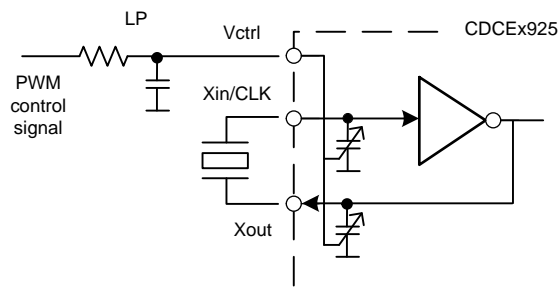 LP
Vctrl
CDCEx925
PWM
control
signal
Xin/CLK
Xout